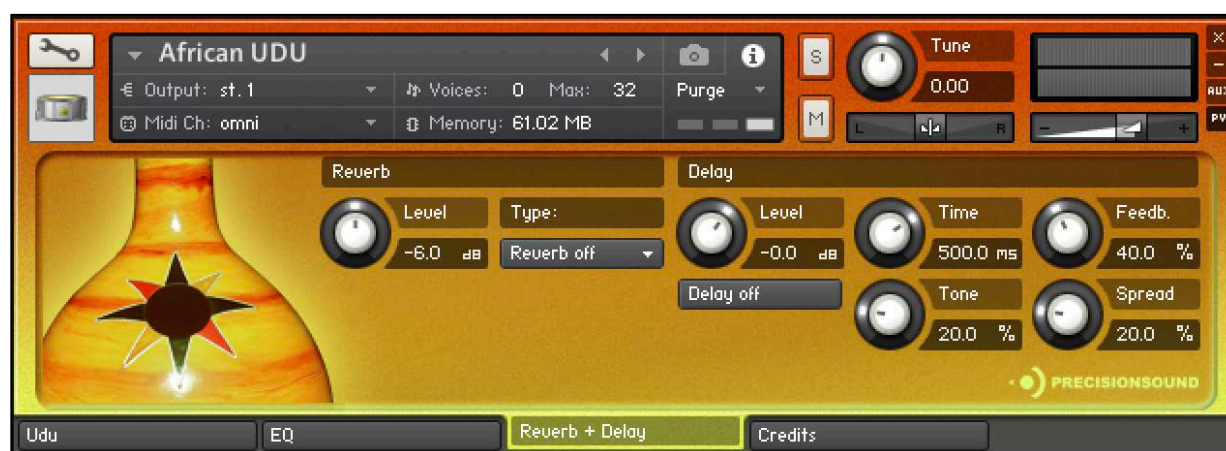 African UDU
Output: st.1
Voices: 0 Max: 32
Purge
Midi Ch: omni
Memory: 61.02 MB
S
M
Tune
0.00
L
R
-
+
x
-
AUX
PV
Reverb
Level
-6.0 dB
Type:
Reverb off
Delay
Level
-0.0 dB
Delay off
Time
500.0 ms
Feedb.
40.0 %
Tone
20.0 %
Spread
20.0 %
PRECISIONSOUND
Udu
EQ
Reverb + Delay
Credits